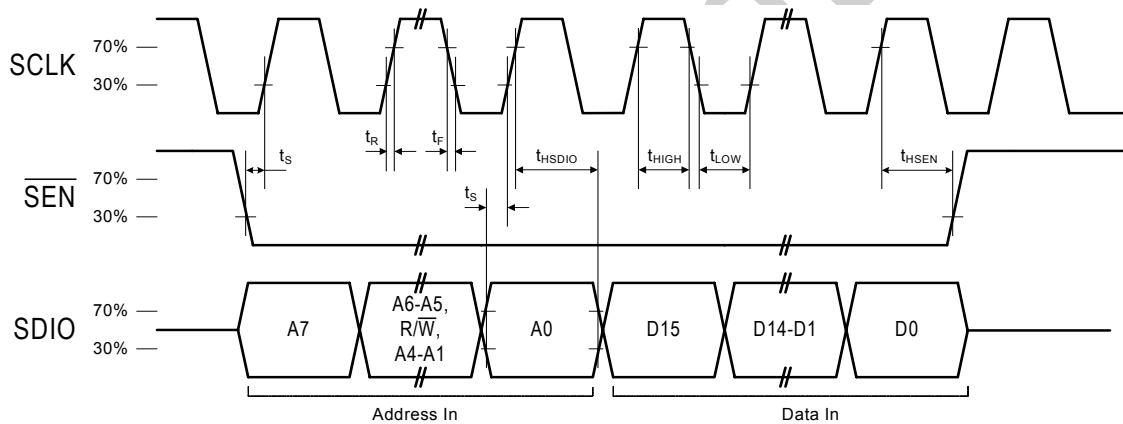 SCLK
70%
30%
tR
tF
tS
tHSDIO
tHIGH
tLOW
tHSEN
SEN
70%
30%
tS
SDIO
70%
30%
A7
A6-A5,
R/W,
A4-A1
A0
D15
D14-D1
D0
Address In
Data In